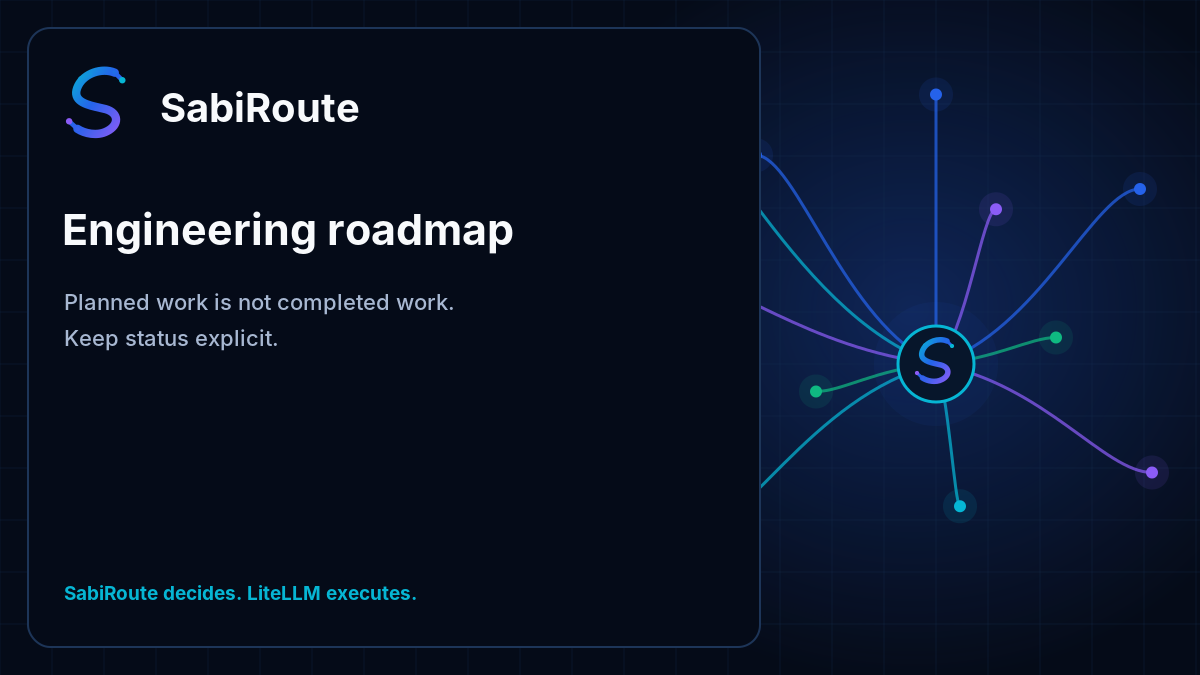 SabiRoute
Engineering roadmap
Planned work is not completed work.
Keep status explicit.
SabiRoute decides. LiteLLM executes.